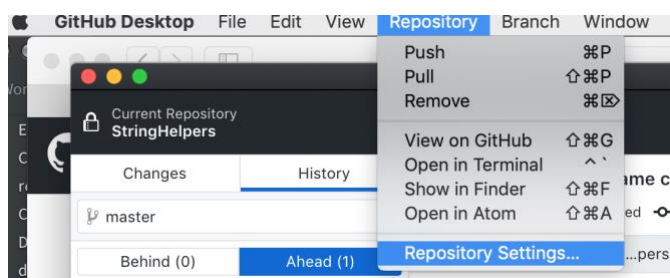 GitHub Desktop File Edit View Repository Branch Window
Push ⌘P
Pull ⇧⌘P
Remove ⌘⌦
View on GitHub ⇧⌘G
Open in Terminal ^`
Show in Finder ⇧⌘F
Open in Atom ⇧⌘A
Repository Settings...
Current Repository
StringHelpers
Changes History
master
Behind (0) Ahead (1)
...pers